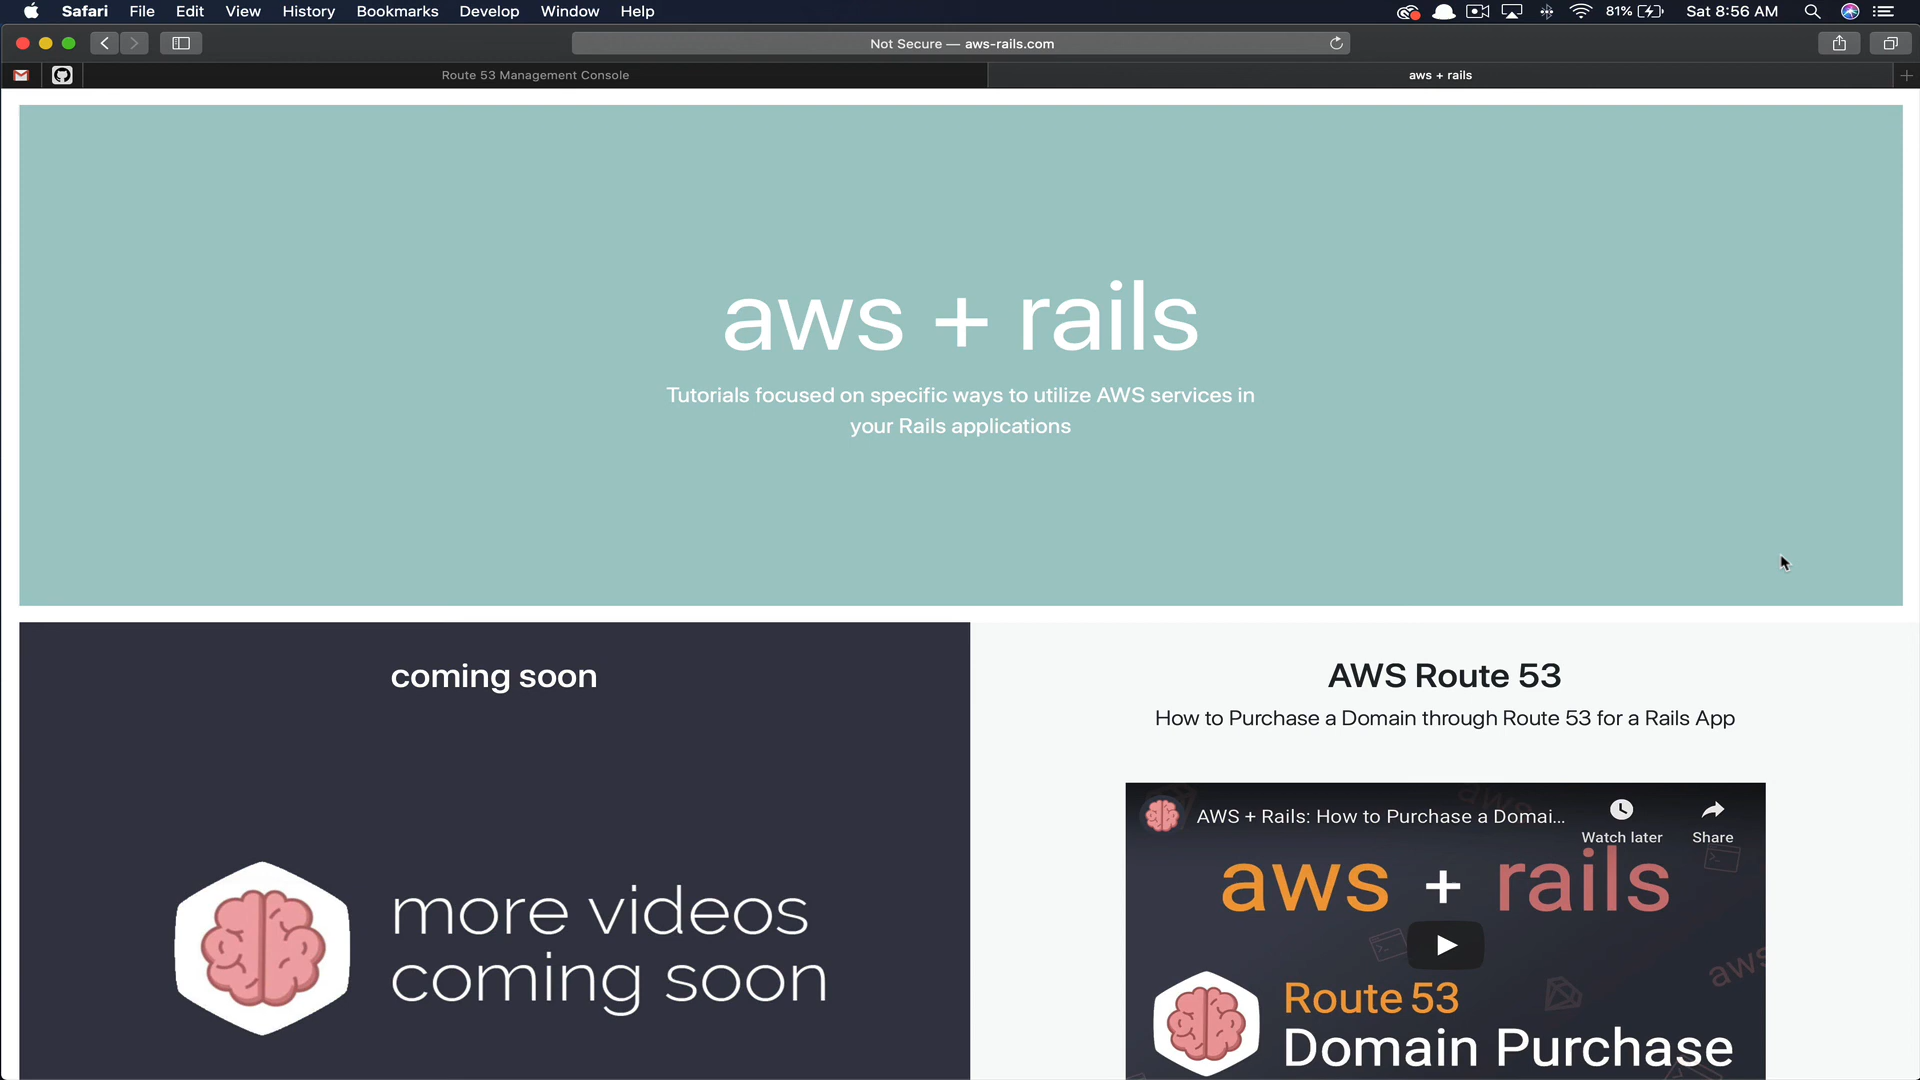 Safari File Edit View History Bookmarks Develop Window Help 81% Sat 8:56 AM
Not Secure — aws-rails.com
Route 53 Management Console
aws + rails
aws + rails
Tutorials focused on specific ways to utilize AWS services in
your Rails applications
coming soon
more videos
coming soon
AWS Route 53
How to Purchase a Domain through Route 53 for a Rails App
AWS + Rails: How to Purchase a Domai...
Watch later
Share
aws + rails
aws
aws
Route 53
Domain Purchase